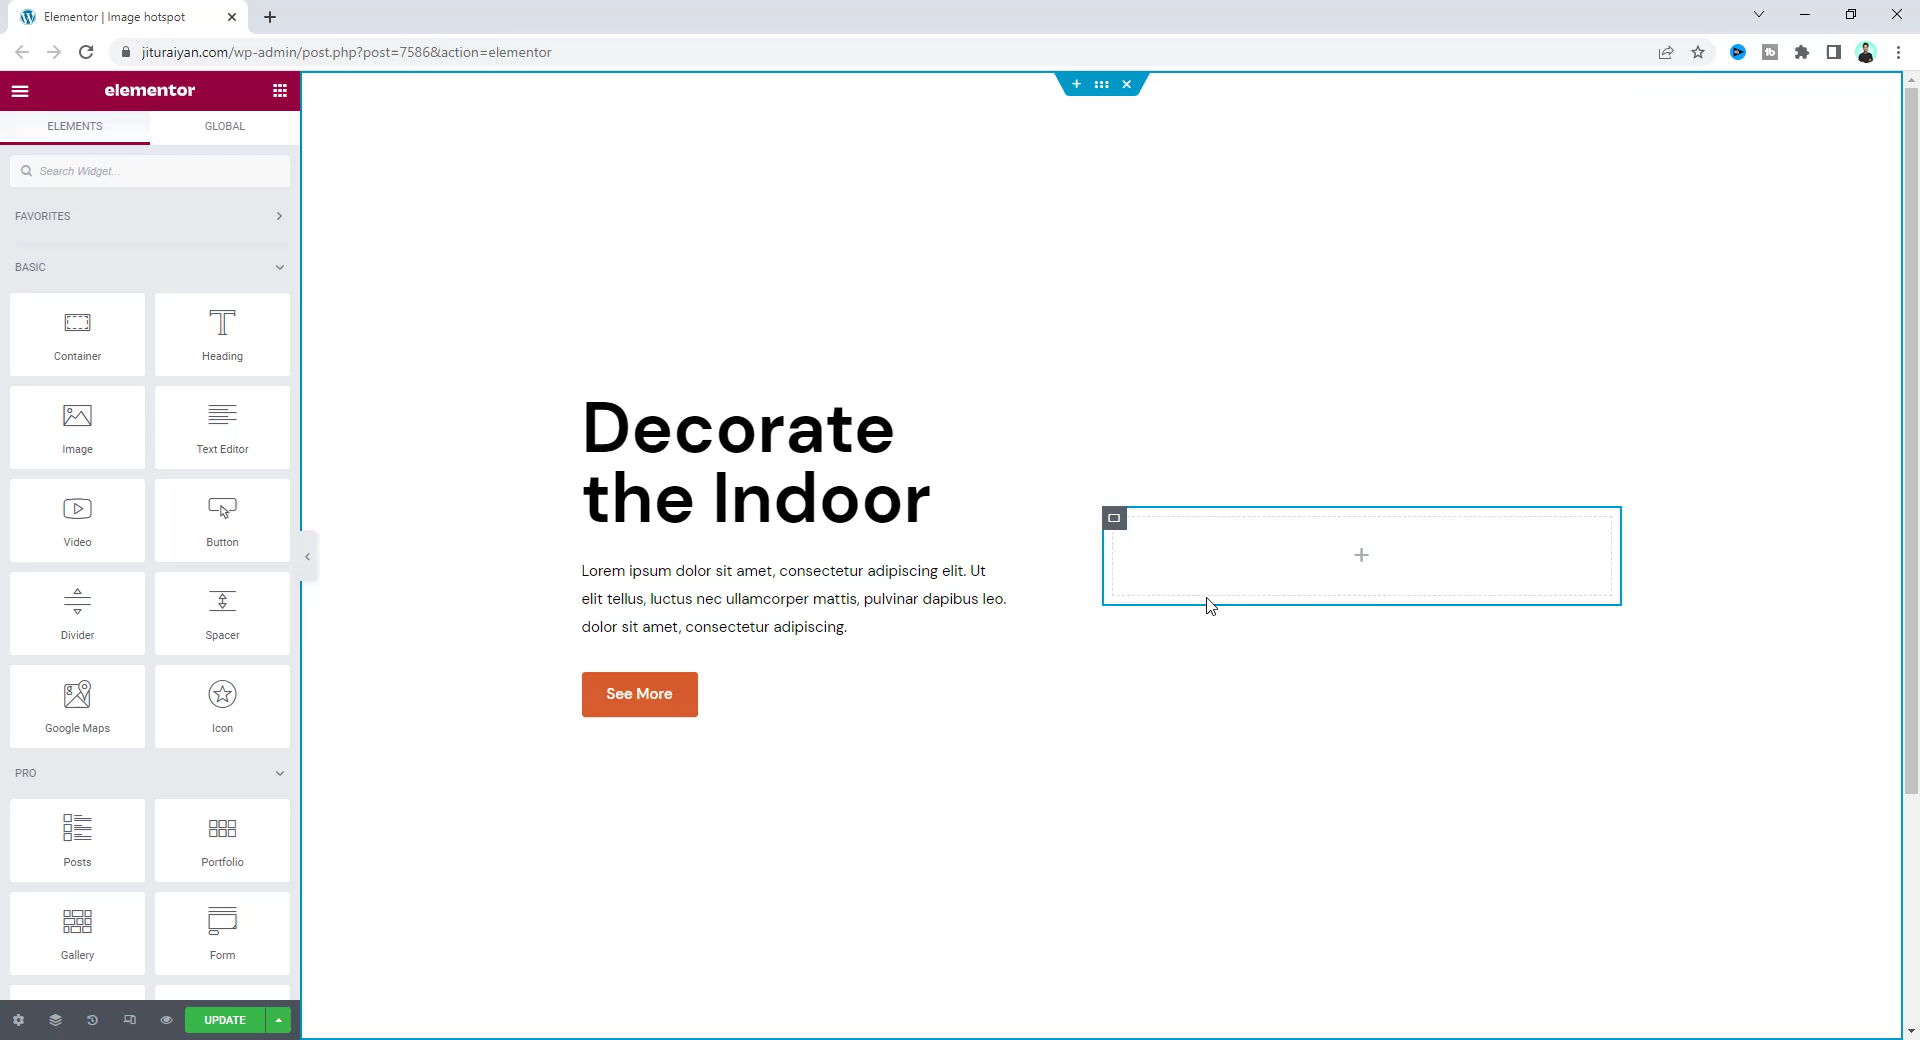 Elementor | Image hotspot
jituraiyan.com/wp-admin/post.php?post=7586&action=elementor
elementor
ELEMENTS
GLOBAL
Search Widget...
FAVORITES
BASIC
Container
Heading
Image
Text Editor
Video
Button
Divider
Spacer
Google Maps
Icon
PRO
Posts
Portfolio
Gallery
Form
UPDATE
Decorate
the Indoor
Lorem ipsum dolor sit amet, consectetur adipiscing elit. Ut
elit tellus, luctus nec ullamcorper mattis, pulvinar dapibus leo.
dolor sit amet, consectetur adipiscing.
See More